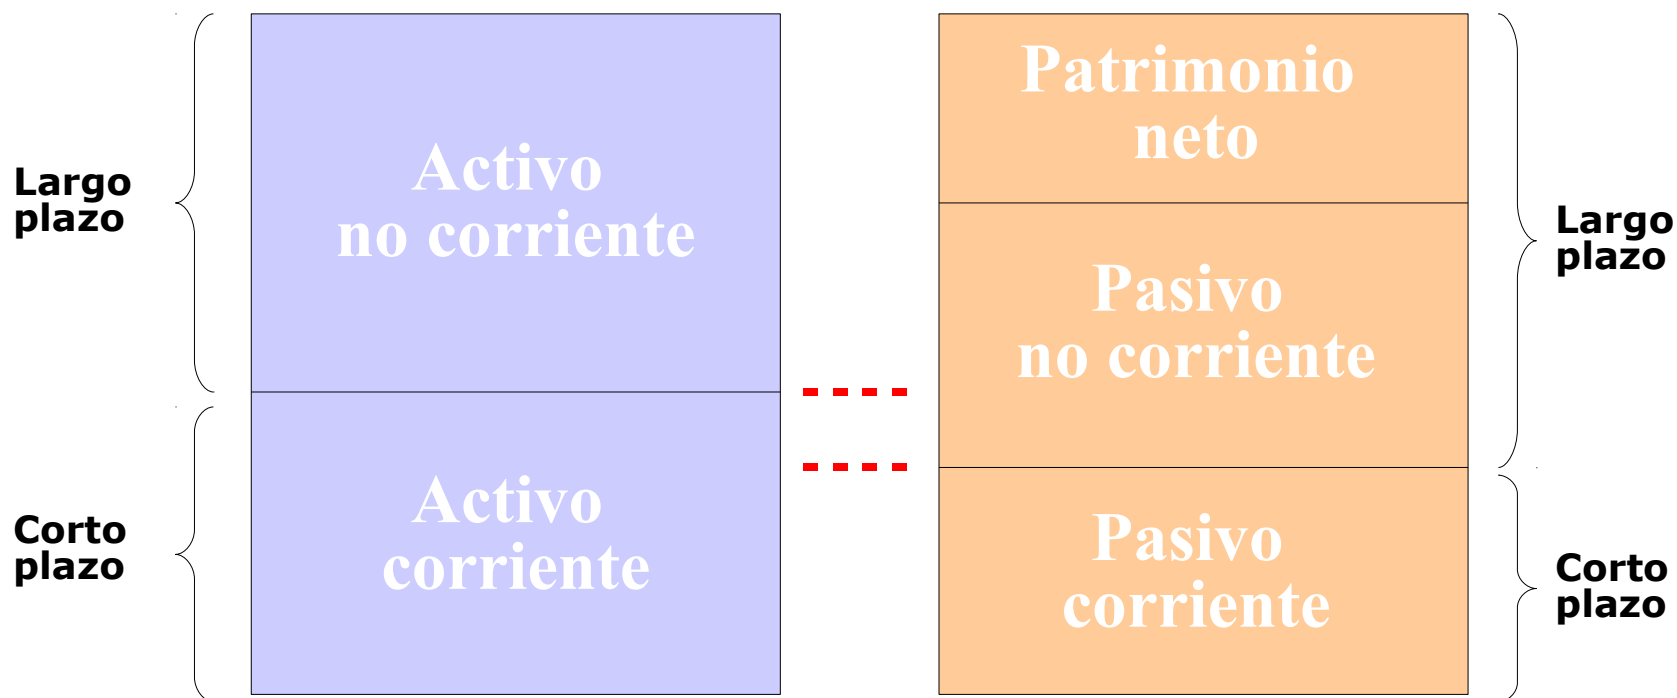 Largo
plazo
Activo
no corriente
Corto
plazo
Activo
corriente
Patrimonio
neto
Pasivo
no corriente
Largo
plazo
Pasivo
corriente
Corto
plazo